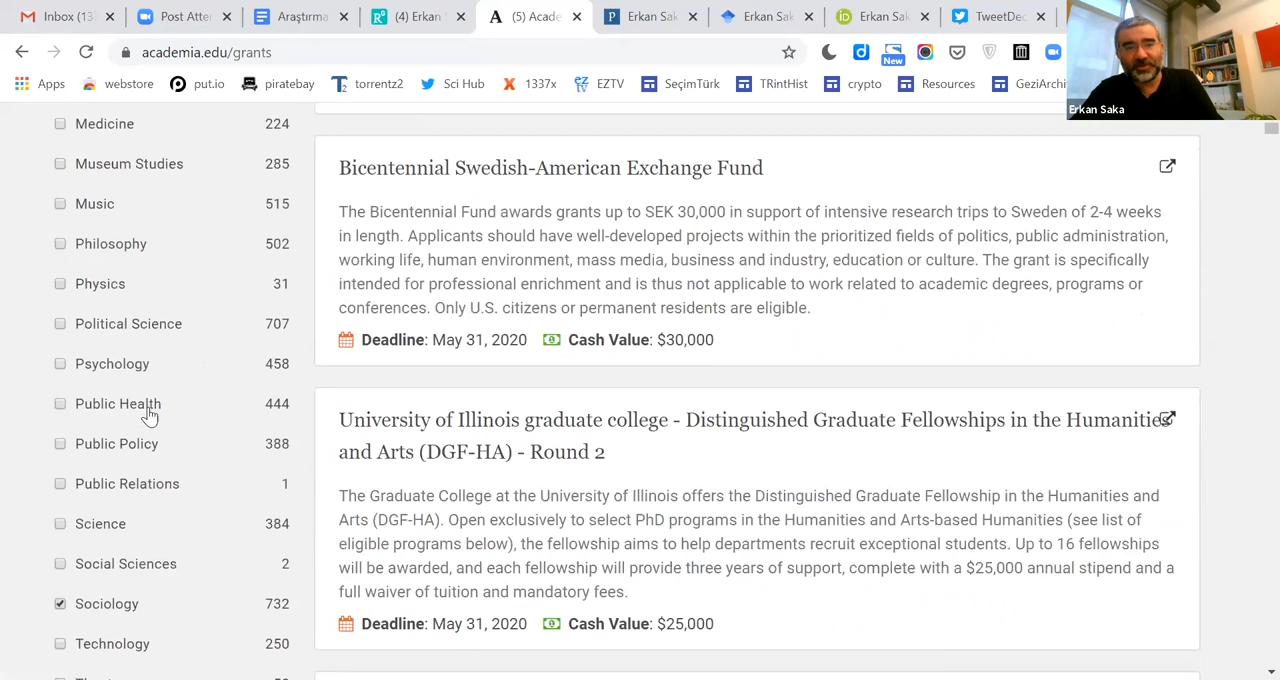 Inbox (13
Post Atter
Araştırma
(4) Erkan
(5) Acade
Erkan Sak
Erkan Sak
Erkan Sak
TweetDec
academia.edu/grants
New
Apps
webstore
put.io
piratebay
torrentz2
Sci Hub
1337x
EZTV
SeçimTürk
TRintHist
crypto
Resources
GeziArchi
Erkan Saka
Medicine 224
Museum Studies 285
Music 515
Philosophy 502
Physics 31
Political Science 707
Psychology 458
Public Health 444
Public Policy 388
Public Relations 1
Science 384
Social Sciences 2
Sociology 732
Technology 250
Bicentennial Swedish-American Exchange Fund
The Bicentennial Fund awards grants up to SEK 30,000 in support of intensive research trips to Sweden of 2-4 weeks
in length. Applicants should have well-developed projects within the prioritized fields of politics, public administration,
working life, human environment, mass media, business and industry, education or culture. The grant is specifically
intended for professional enrichment and is thus not applicable to work related to academic degrees, programs or
conferences. Only U.S. citizens or permanent residents are eligible.
Deadline: May 31, 2020 Cash Value: $30,000
University of Illinois graduate college - Distinguished Graduate Fellowships in the Humanities
and Arts (DGF-HA) - Round 2
The Graduate College at the University of Illinois offers the Distinguished Graduate Fellowship in the Humanities and
Arts (DGF-HA). Open exclusively to select PhD programs in the Humanities and Arts-based Humanities (see list of
eligible programs below), the fellowship aims to help departments recruit exceptional students. Up to 16 fellowships
will be awarded, and each fellowship will provide three years of support, complete with a $25,000 annual stipend and a
full waiver of tuition and mandatory fees.
Deadline: May 31, 2020 Cash Value: $25,000